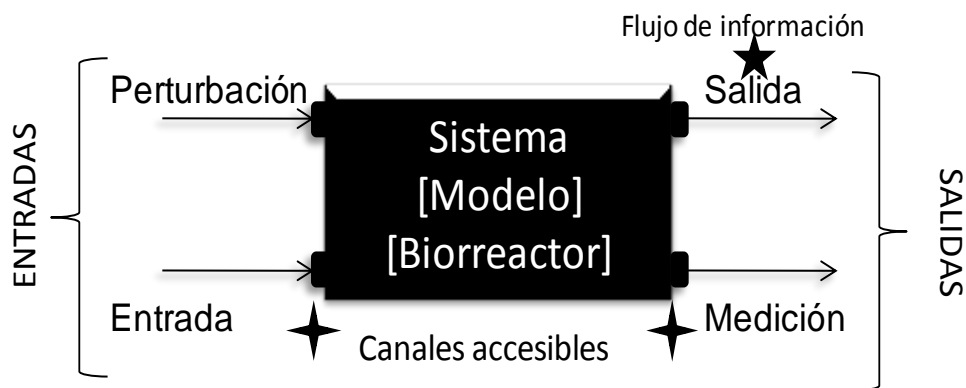 Flujo de información
Perturbación
Salida
ENTRADAS
Sistema
[Modelo]
[Biorreactor]
SALIDAS
Entrada
Canales accesibles
Medición